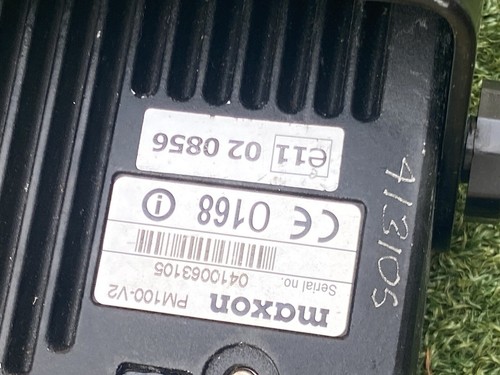 maxon PM100-V2
Serial no. 0410063105
CE 0168 i
e11 02 0856
413105